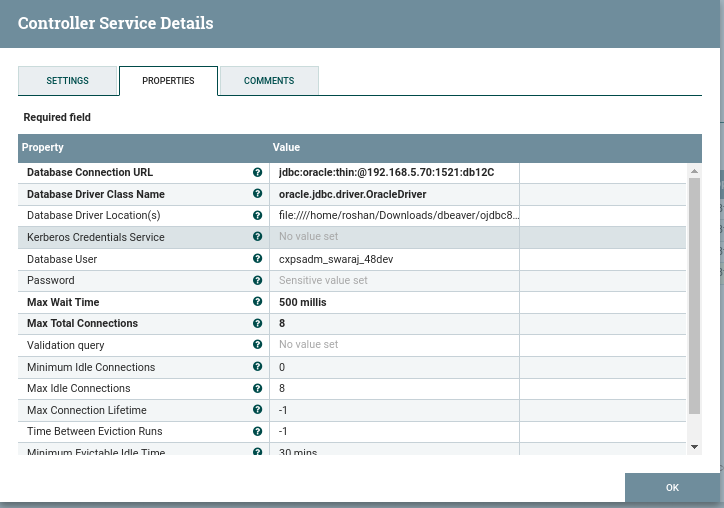 Controller Service Details
SETTINGS PROPERTIES COMMENTS
Required field
Property Value
Database Connection URL jdbc:oracle:thin:@192.168.5.70:1521:db12C
Database Driver Class Name oracle.jdbc.driver.OracleDriver
Database Driver Location(s) file:////home/roshan/Downloads/dbeaver/ojdbc8...
Kerberos Credentials Service No value set
Database User cxpsadm_swaraj_48dev
Password Sensitive value set
Max Wait Time 500 millis
Max Total Connections 8
Validation query No value set
Minimum Idle Connections 0
Max Idle Connections 8
Max Connection Lifetime -1
Time Between Eviction Runs -1
Minimum Evictable Idle Time 30 mins
OK